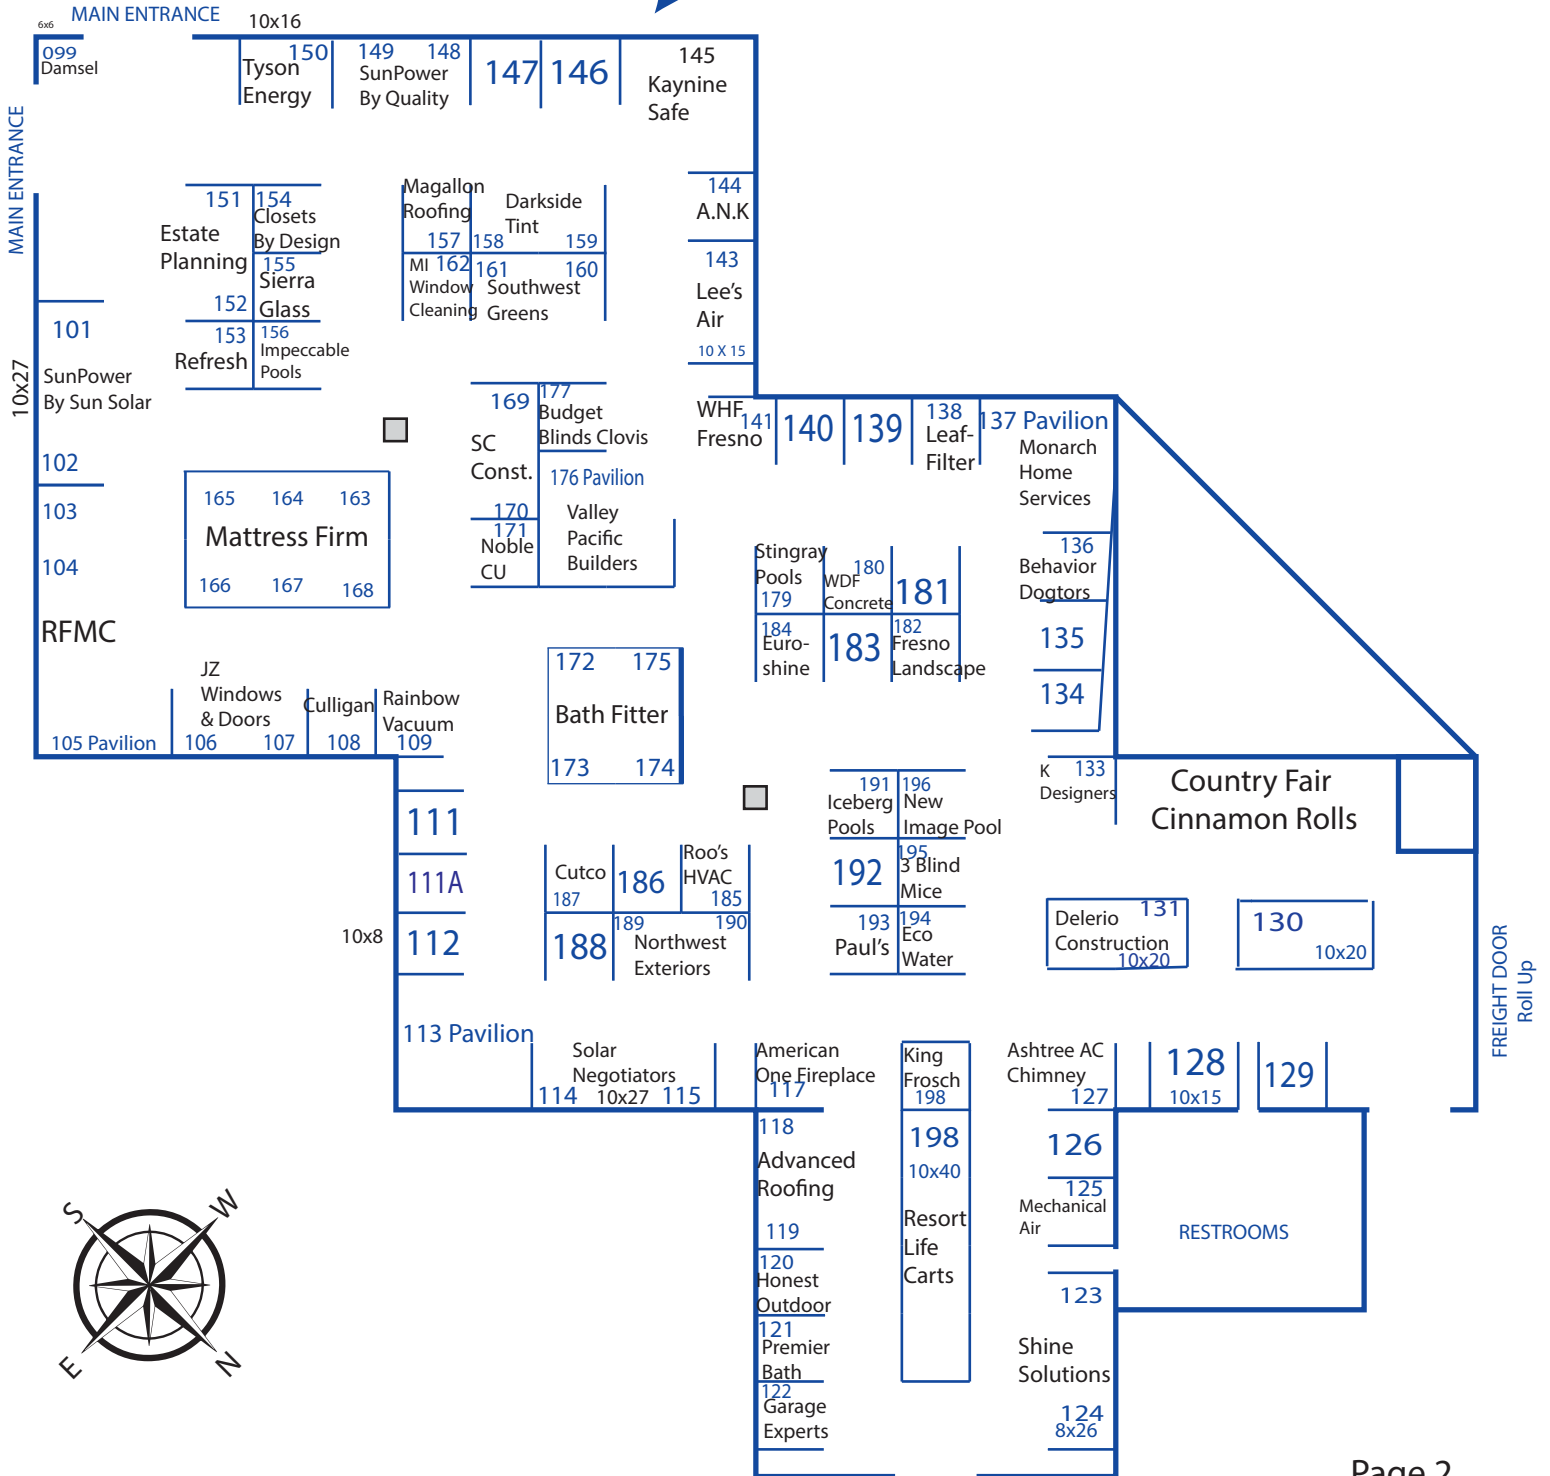 MAIN ENTRANCE
6x6
10x16
099
Damsel
150
Tyson
Energy
149
148
SunPower
By Quality
147
146
145
Kaynine
Safe
MAIN ENTRANCE
151
Estate
Planning
152
153
Refresh
154
Closets
By Design
155
Sierra
Glass
156
Impeccable
Pools
Magallon
Roofing
157
Darkside
Tint
158
159
MI
162
Window
Cleaning
161
160
Southwest
Greens
144
A.N.K
143
Lee's
Air
10 X 15
101
SunPower
By Sun Solar
10x27
102
103
104
RFMC
105 Pavilion
165
164
163
Mattress Firm
166
167
168
169
SC
Const.
170
171
Noble
CU
177
Budget
Blinds Clovis
176 Pavilion
Valley
Pacific
Builders
WHF
141
Fresno
140
139
138
Leaf-
Filter
137 Pavilion
Monarch
Home
Services
136
Behavior
Dogtors
135
134
K
133
Designers
Stingray
Pools
179
180
WDF
Concrete
181
184
Euro-
shine
183
182
Fresno
Landscape
JZ
Windows
& Doors
106
107
Culligan
108
Rainbow
Vacuum
109
172
175
Bath Fitter
173
174
111
111A
112
10x8
Cutco
187
186
Roo's
HVAC
185
188
189
190
Northwest
Exteriors
191
Iceberg
Pools
196
New
Image Pool
192
195
3 Blind
Mice
193
Paul's
194
Eco
Water
Country Fair
Cinnamon Rolls
Delerio
131
Construction
10x20
130
10x20
FREIGHT DOOR
Roll Up
113 Pavilion
Solar
Negotiators
114
10x27
115
American
One Fireplace
117
King
Frosch
198
Ashtree AC
Chimney
127
128
10x15
129
118
Advanced
Roofing
119
120
Honest
Outdoor
121
Premier
Bath
122
Garage
Experts
198
10x40
Resort
Life
Carts
126
125
Mechanical
Air
123
Shine
Solutions
124
8x26
RESTROOMS
S
W
E
N
Page 2